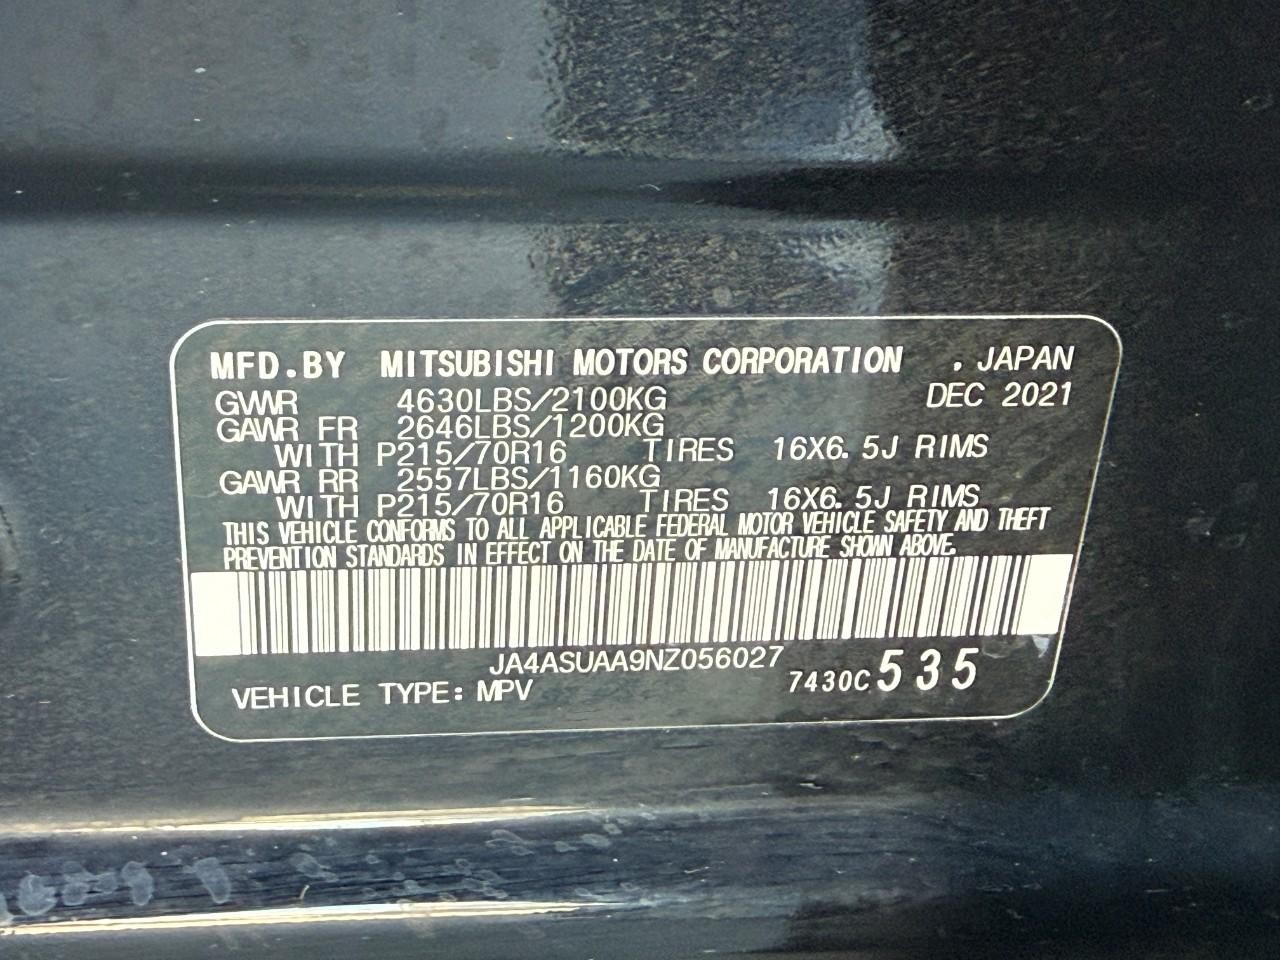 MFD.BY MITSUBISHI MOTORS CORPORATION , JAPAN
GVWR 4630LBS/2100KG DEC 2021
GAWR FR 2646LBS/1200KG
WITH P215/70R16 TIRES 16X6.5J RIMS
GAWR RR 2557LBS/1160KG
WITH P215/70R16 TIRES 16X6.5J RIMS
THIS VEHICLE CONFORMS TO ALL APPLICABLE FEDERAL MOTOR VEHICLE SAFETY AND THEFT
PREVENTION STANDARDS IN EFFECT ON THE DATE OF MANUFACTURE SHOWN ABOVE.
JA4ASUAA9NZ056027
VEHICLE TYPE: MPV 7430C 535